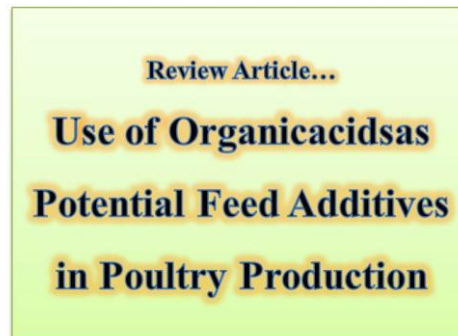 Review Article...
Use of Organicacidsas
Potential Feed Additives
in Poultry Production